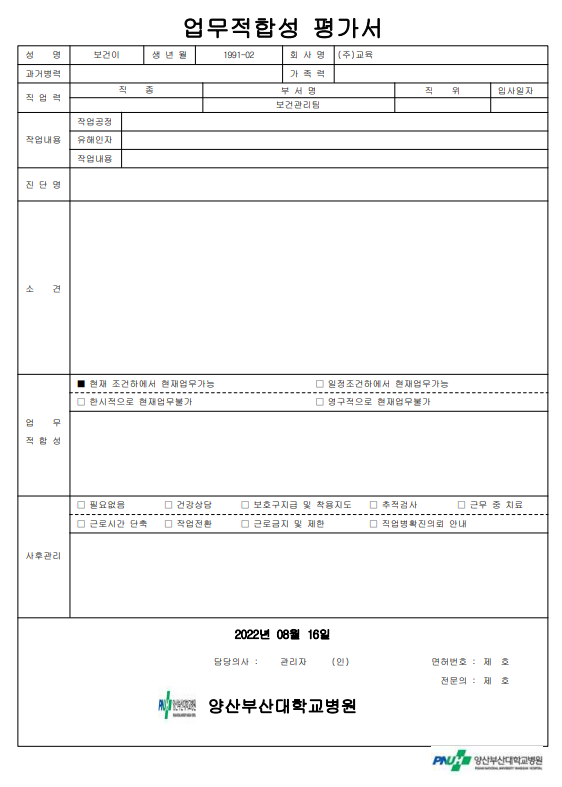 업무적합성 평가서
성 명 보건이 생 년 월 1991-02 회 사 명 (주)교육
과거병력 가 족 력
직 업 력 직 종 부 서 명 직 위 입사일자
보건관리팀
작업내용 작업공정
유해인자
작업내용
진 단 명
소 견
업 무 적 합 성
■ 현재 조건하에서 현재업무가능 □ 일정조건하에서 현재업무가능
□ 한시적으로 현재업무불가 □ 영구적으로 현재업무불가
사후관리
□ 필요없음 □ 건강상담 □ 보호구지급 및 착용지도 □ 추적검사 □ 근무 중 치료
□ 근로시간 단축 □ 작업전환 □ 근로금지 및 제한 □ 직업병확진의뢰 안내
2022년 08월 16일
담당의사 : 관리자 (인) 면허번호 : 제 호
전문의 : 제 호
양산부산대학교병원
PNUH 양산부산대학교병원